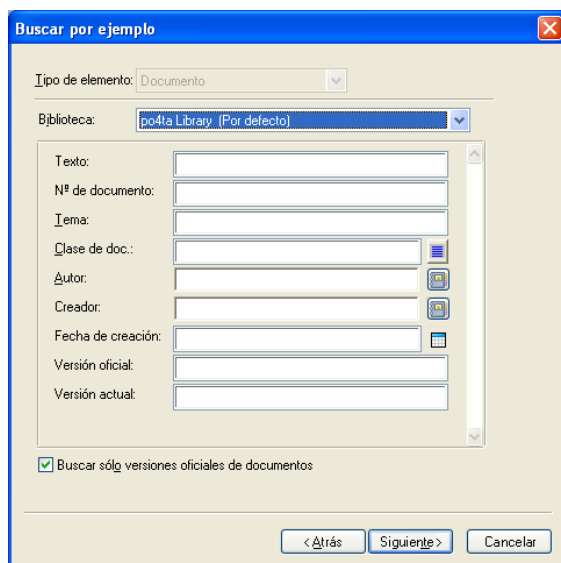 Buscar por ejemplo
Tipo de elemento: Documento
Biblioteca: po4ta Library (Por defecto)
Texto:
Nº de documento:
Tema:
Clase de doc.:
Autor:
Creador:
Fecha de creación:
Versión oficial:
Versión actual:
Buscar sólo versiones oficiales de documentos
< Atrás Siguiente > Cancelar